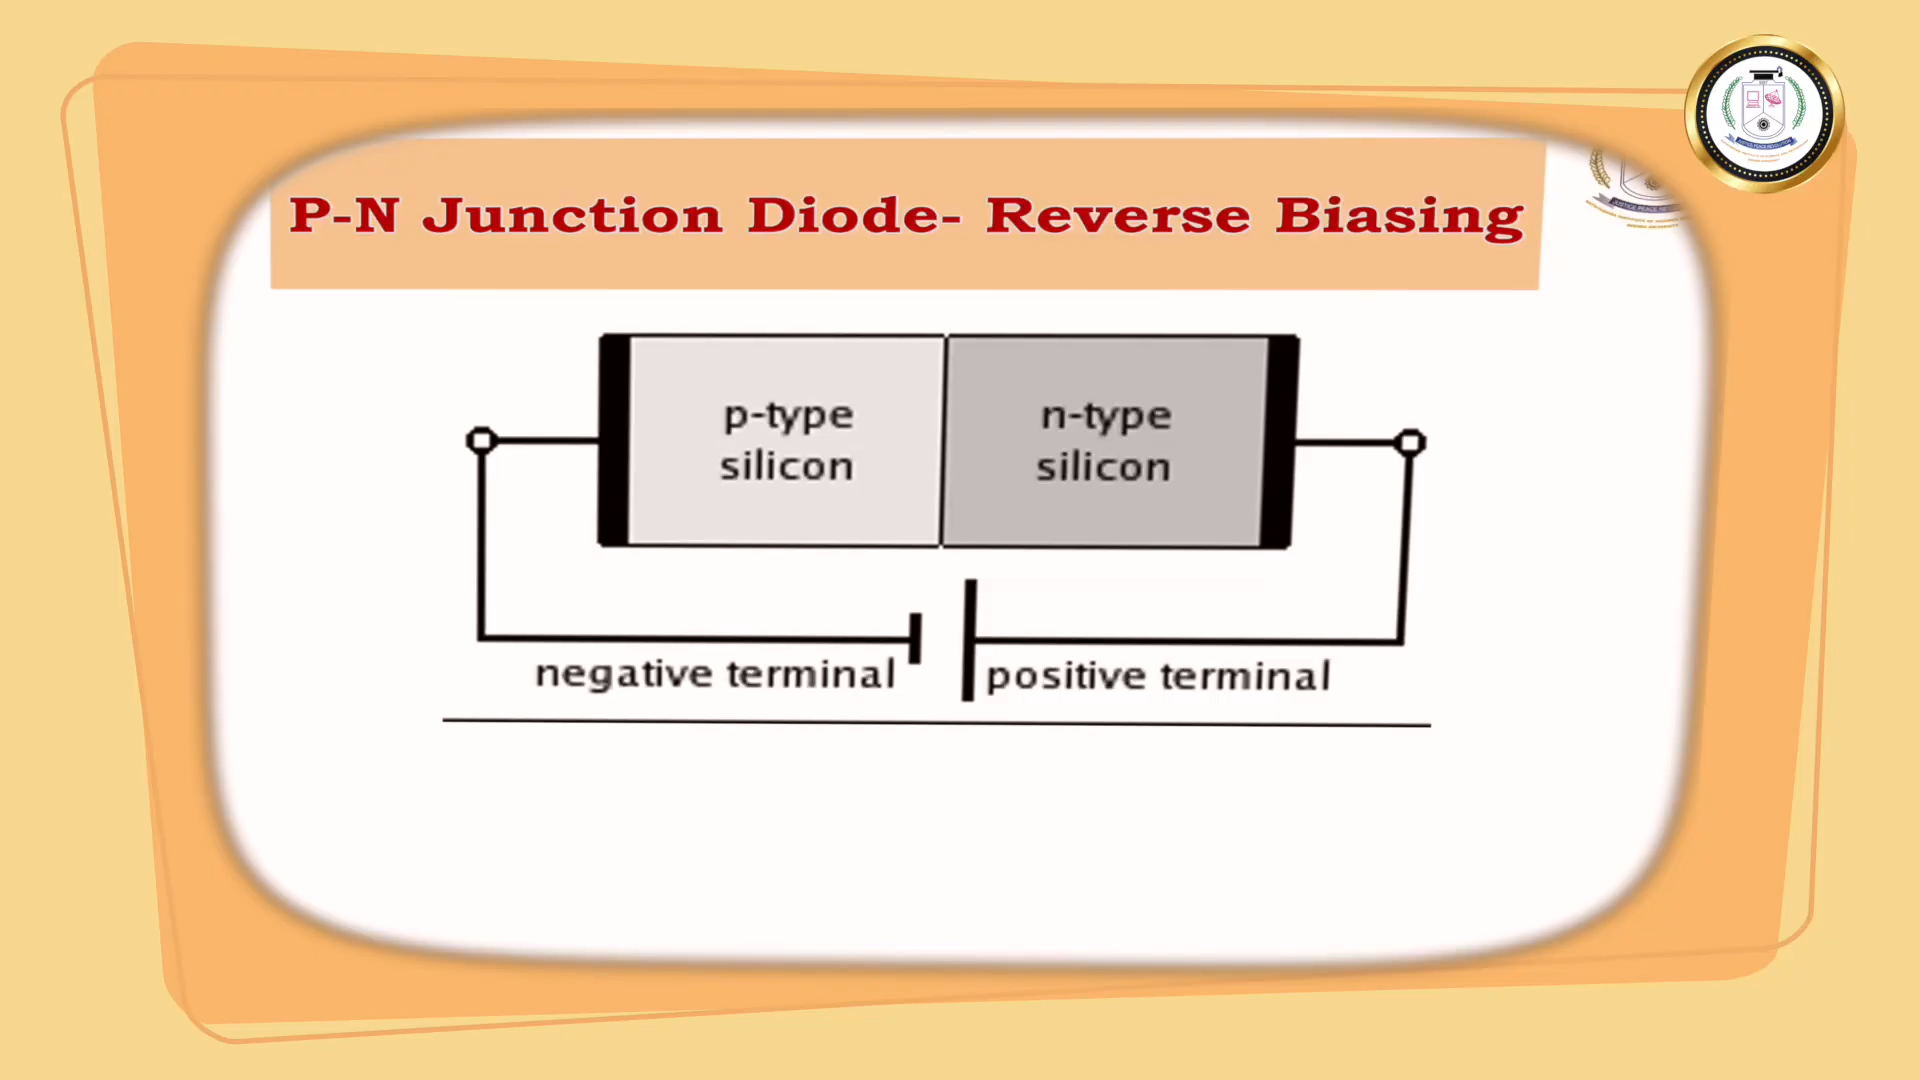 P-N Junction Diode- Reverse Biasing
p-type
silicon
n-type
silicon
negative terminal
positive terminal